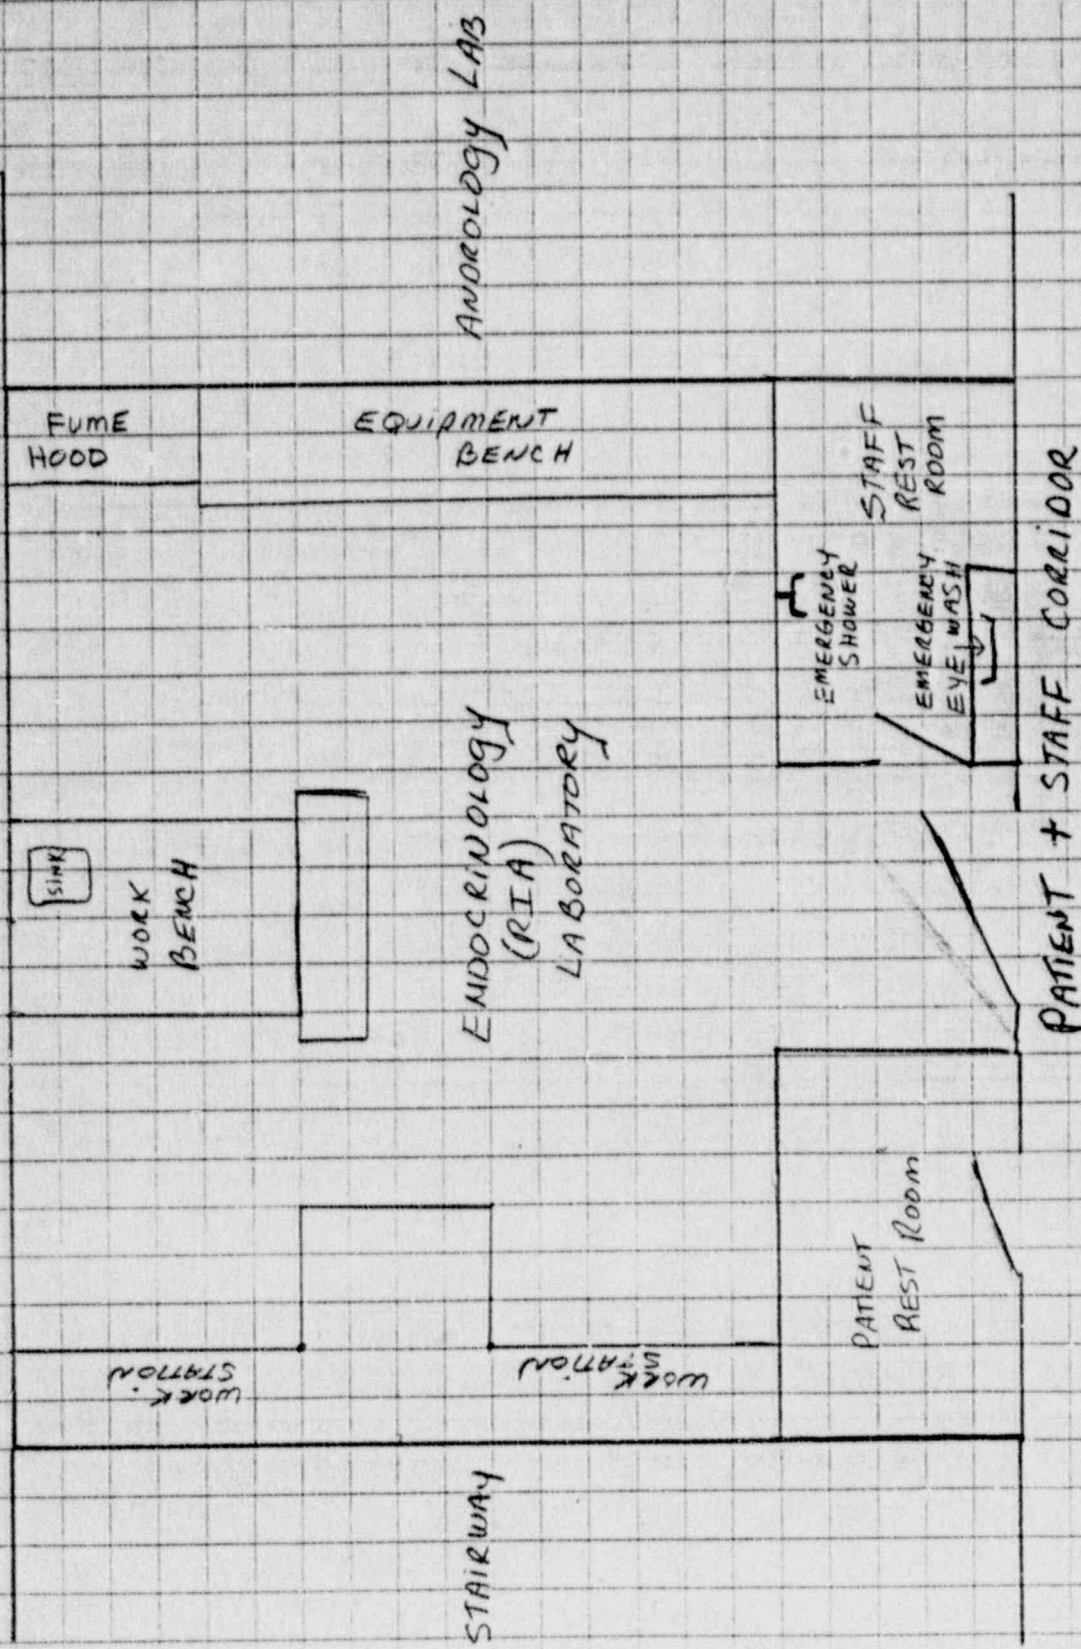 ANDROLOGY LAB
FUME
HOOD
EQUIPMENT
BENCH
STAFF
REST
ROOM
EMERGENCY
SHOWER
EMERGENCY
EYE WASH
SINK
WORK
BENCH
ENDOCRINOLOGY
(RIA)
LABORATORY
PATIENT + STAFF CORRIDOR
WORK
STATION
WORK
STATION
PATIENT
REST ROOM
STAIRWAY